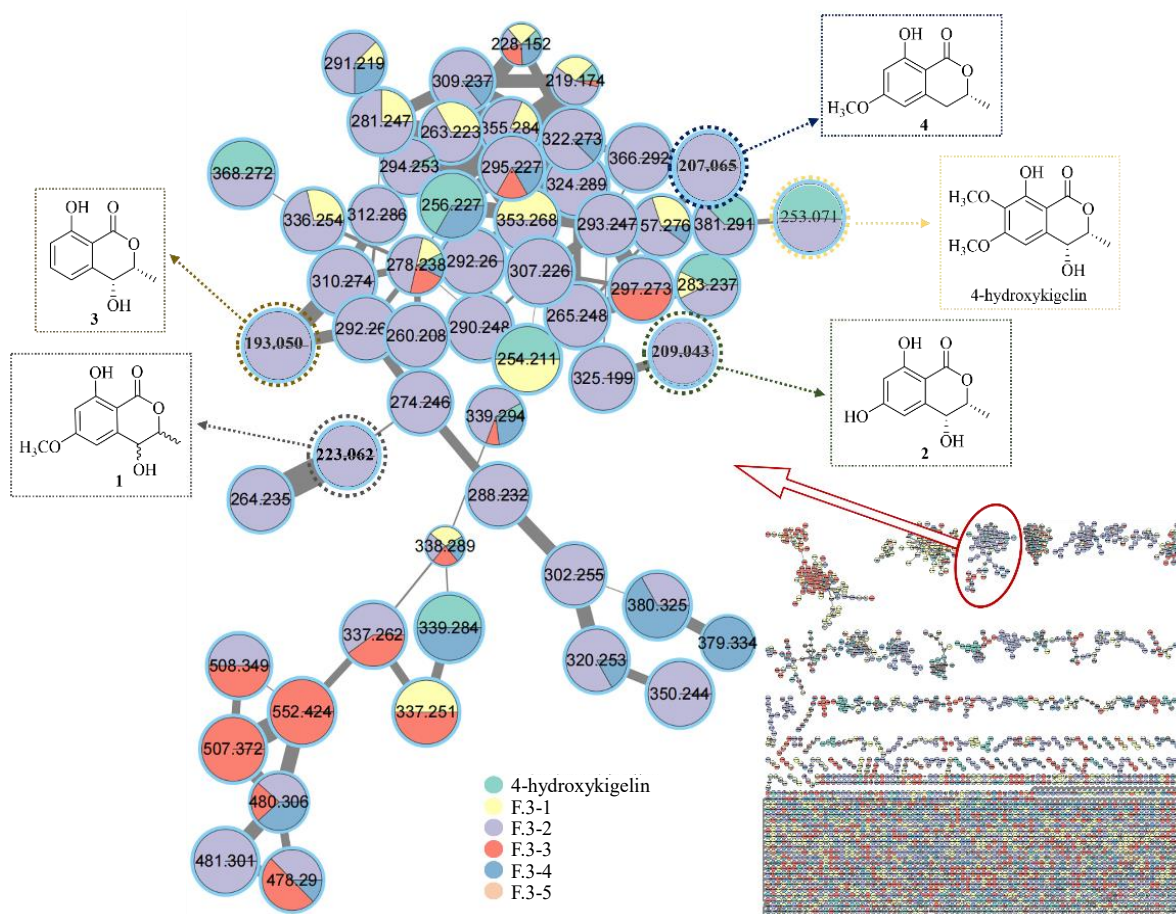 228.152
291.219
309.237
219.174
281.247
263.223
355.284
322.273
294.253
295.227
366.292
207.065
368.272
324.289
256.227
353.268
293.247
57.276
381.291
253.071
336.254
312.286
278.238
292.26
307.226
297.273
283.237
310.274
265.248
193.050
292.26
260.208
290.248
254.211
209.043
325.199
274.246
339.294
223.062
264.235
288.232
338.289
302.255
380.325
379.334
337.262
339.284
320.253
350.244
508.349
552.424
337.251
507.372
480.306
481.301
478.29
OH
O
O
H₃CO
4
OH
O
H₃CO
O
H₃CO
OH
4-hydroxykigelin
OH
O
O
OH
3
OH
O
O
H₃CO
OH
1
OH
O
O
HO
OH
2
4-hydroxykigelin
F.3-1
F.3-2
F.3-3
F.3-4
F.3-5